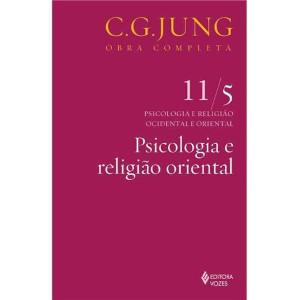 C.G.JUNG
OBRA COMPLETA
11/5
PSICOLOGIA E RELIGIÃO
OCIDENTAL E ORIENTAL
Psicologia e
religião oriental
EDITORA
VOZES